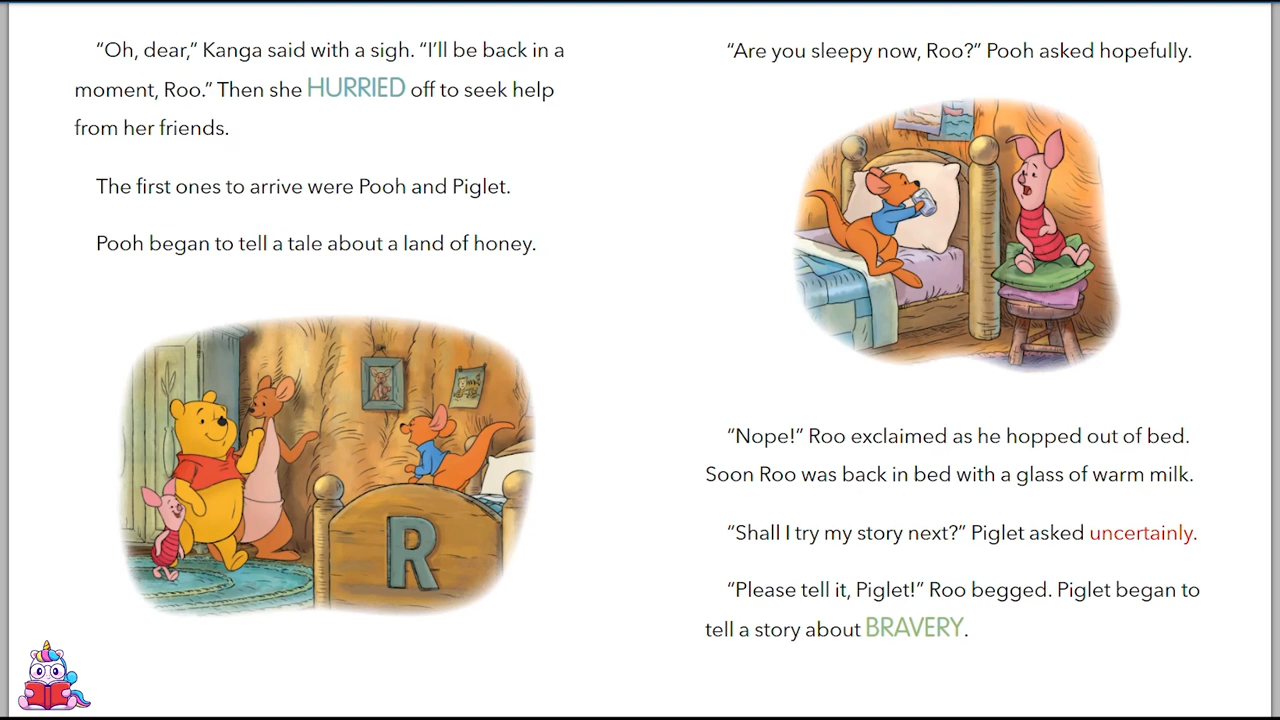 “Oh, dear,” Kanga said with a sigh. “I’ll be back in a
moment, Roo.” Then she HURRIED off to seek help
from her friends.
The first ones to arrive were Pooh and Piglet.
Pooh began to tell a tale about a land of honey.
R
“Are you sleepy now, Roo?” Pooh asked hopefully.
“Nope!” Roo exclaimed as he hopped out of bed.
Soon Roo was back in bed with a glass of warm milk.
“Shall I try my story next?” Piglet asked uncertainly.
“Please tell it, Piglet!” Roo begged. Piglet began to
tell a story about BRAVERY.